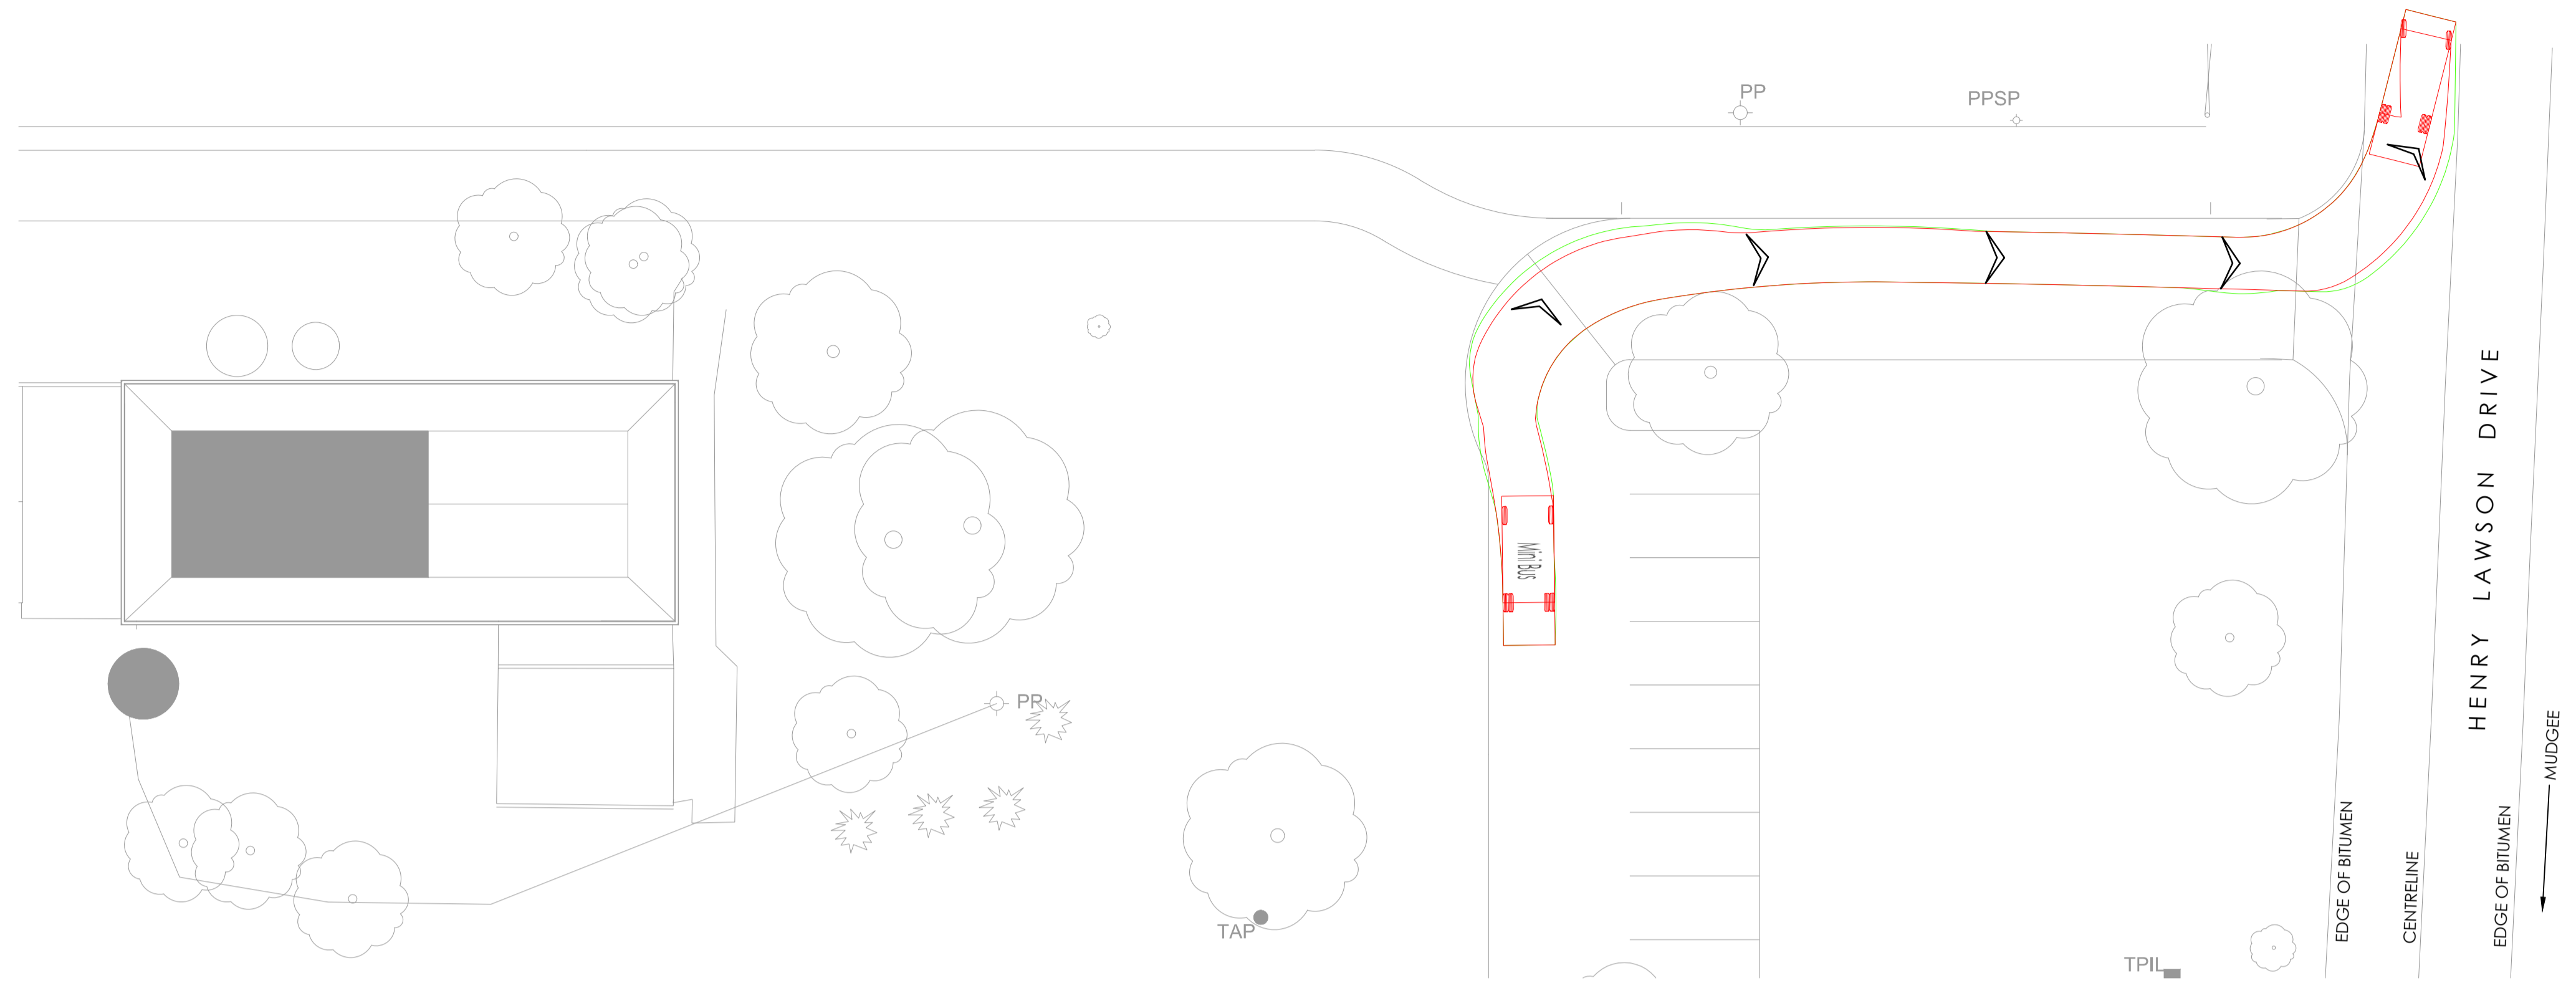 PP
PPSP
Mini Bus
HENRY LAWSON DRIVE
PP
MUDGEE
EDGE OF BITUMEN
CENTRELINE
EDGE OF BITUMEN
TAP
TPIL